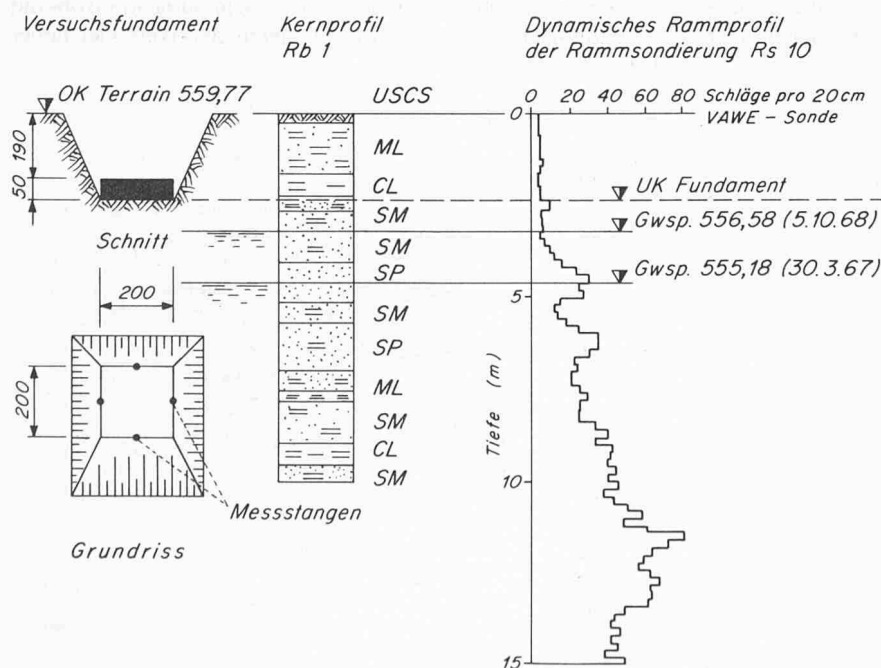 Versuchsfundament
Kernprofil
Rb 1
Dynamisches Rammprofil
der Rammsondierung Rs 10
OK Terrain 559,77
USCS
0 20 40 60 80 Schläge pro 20 cm
VAWE – Sonde
190
50
ML
CL
UK Fundament
SM
Gwsp. 556,58 (5.10.68)
Schnitt
SM
SP
Gwsp. 555,18 (30.3.67)
200
5
SM
SP
200
ML
Tiefe (m)
SM
CL
10
SM
Messstangen
Grundriss
15